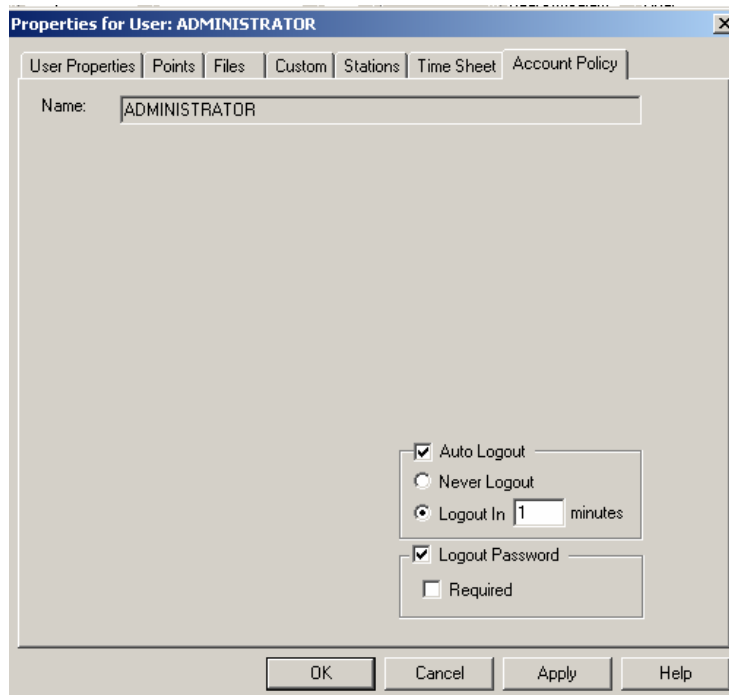 Properties for User: ADMINISTRATOR
User Properties Points Files Custom Stations Time Sheet Account Policy
Name: ADMINISTRATOR
Auto Logout
Never Logout
Logout In 1 minutes
Logout Password
Required
OK Cancel Apply Help